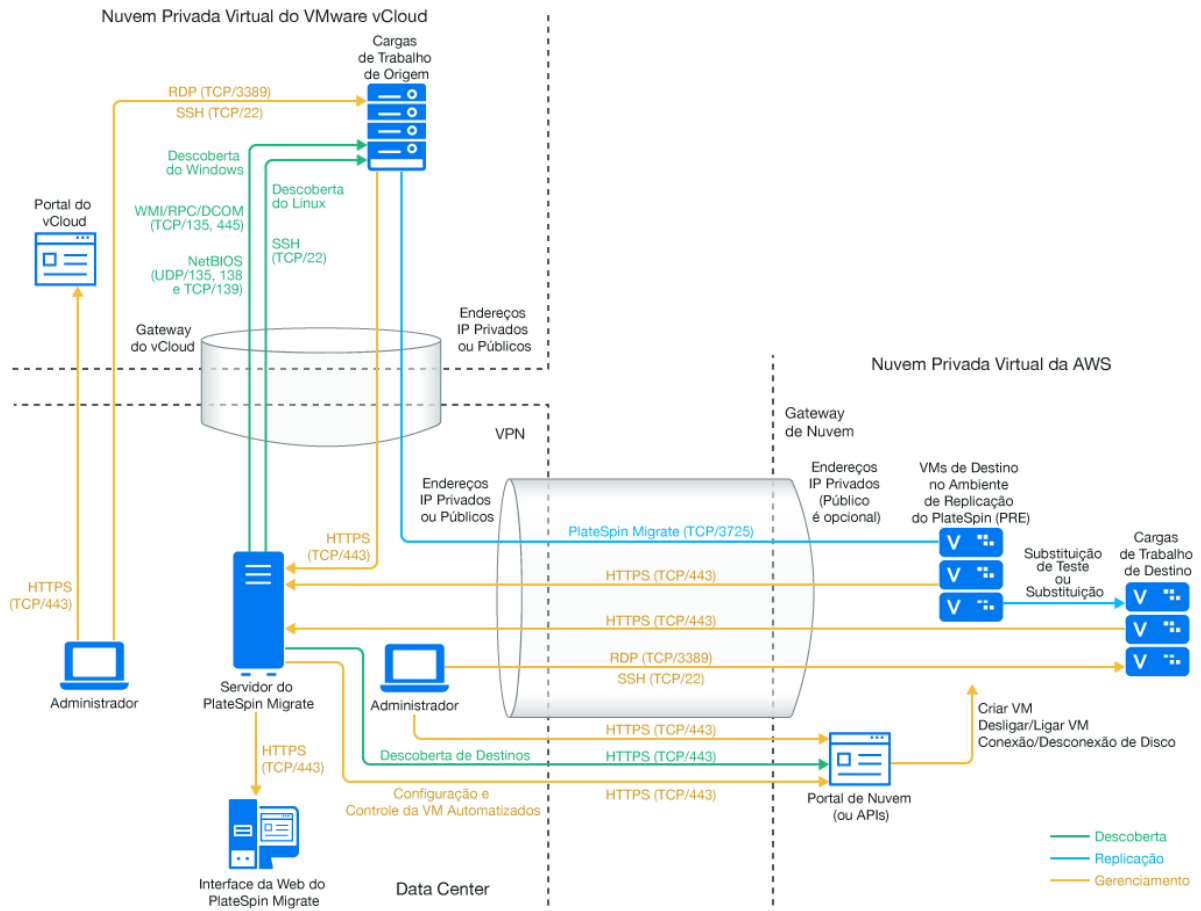 Nuvem Privada Virtual do VMware vCloud
Cargas
de Trabalho
de Origem
RDP (TCP/3389)
SSH (TCP/22)
Descoberta
do Windows
Descoberta
do Linux
Portal do
vCloud
WMI/RPC/DCOM
(TCP/135, 445)
SSH
(TCP/22)
NetBIOS
(UDP/135, 138
e TCP/139)
Gateway
do vCloud
Endereços
IP Privados
ou Públicos
Nuvem Privada Virtual da AWS
VPN
Gateway
de Nuvem
Endereços
IP Privados
ou Públicos
Endereços
IP Privados
(Público
é opcional)
VMs de Destino
no Ambiente
de Replicação
do PlateSpin (PRE)
Cargas
de Trabalho
de Destino
PlateSpin Migrate (TCP/3725)
HTTPS
(TCP/443)
HTTPS (TCP/443)
Substituição
de Teste
ou
Substituição
V
V
V
V
V
V
HTTPS
(TCP/443)
HTTPS (TCP/443)
RDP (TCP/3389)
SSH (TCP/22)
Administrador
Servidor do
PlateSpin Migrate
Administrador
Criar VM
Desligar/Ligar VM
Conexão/Desconexão de Disco
HTTPS (TCP/443)
HTTPS
(TCP/443)
Descoberta de Destinos
HTTPS (TCP/443)
Configuração e
Controle da VM Automatizados
HTTPS (TCP/443)
Portal de Nuvem
(ou APIs)
Interface da Web do
PlateSpin Migrate
Data Center
Descoberta
Replicação
Gerenciamento